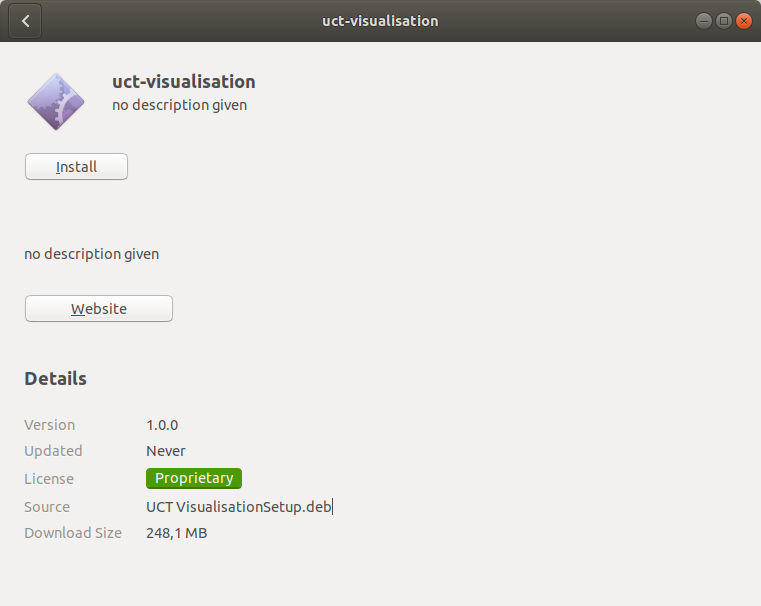 uct-visualisation
uct-visualisation
no description given
Install
no description given
Website
Details
Version 1.0.0
Updated Never
License Proprietary
Source UCT VisualisationSetup.deb
Download Size 248,1 MB